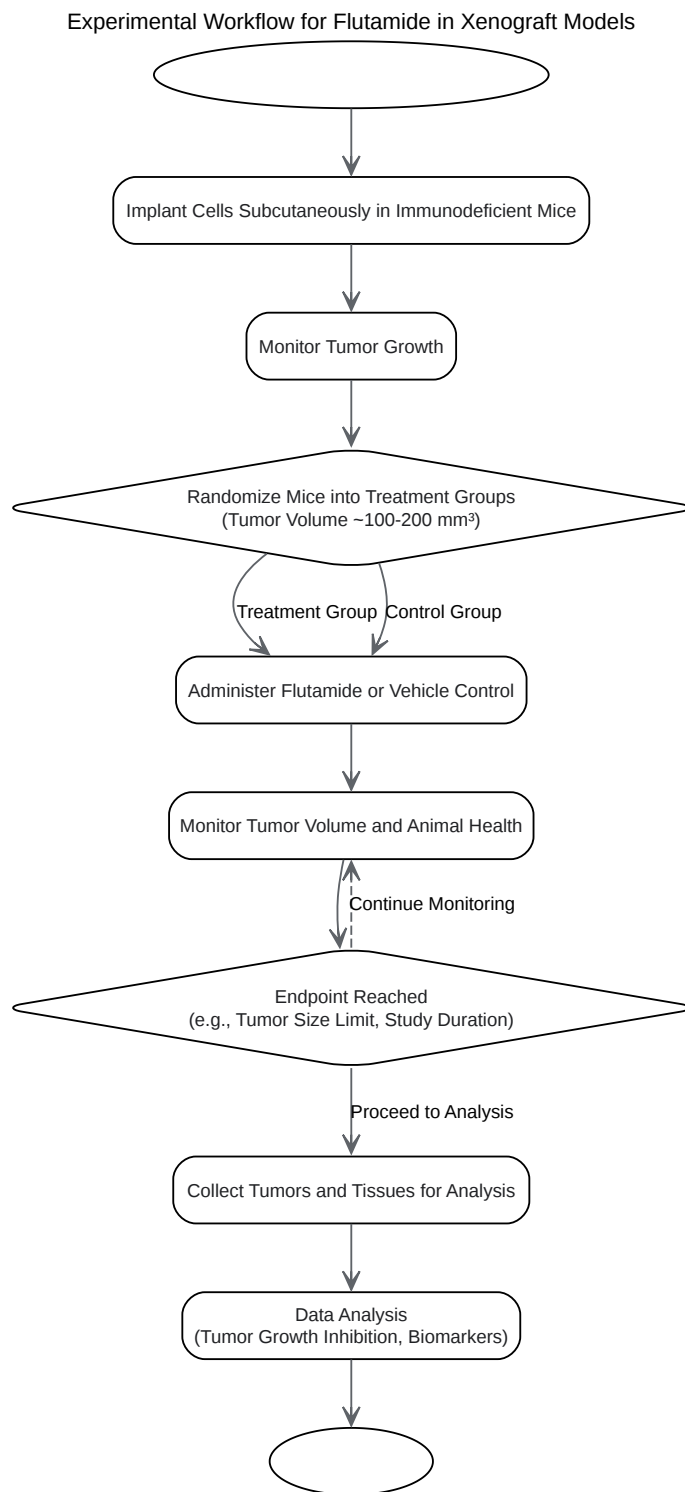 Experimental Workflow for Flutamide in Xenograft Models
Implant Cells Subcutaneously in Immunodeficient Mice
Monitor Tumor Growth
Randomize Mice into Treatment Groups
(Tumor Volume ~100-200 mm³)
Treatment Group
Control Group
Administer Flutamide or Vehicle Control
Monitor Tumor Volume and Animal Health
Continue Monitoring
Endpoint Reached
(e.g., Tumor Size Limit, Study Duration)
Proceed to Analysis
Collect Tumors and Tissues for Analysis
Data Analysis
(Tumor Growth Inhibition, Biomarkers)